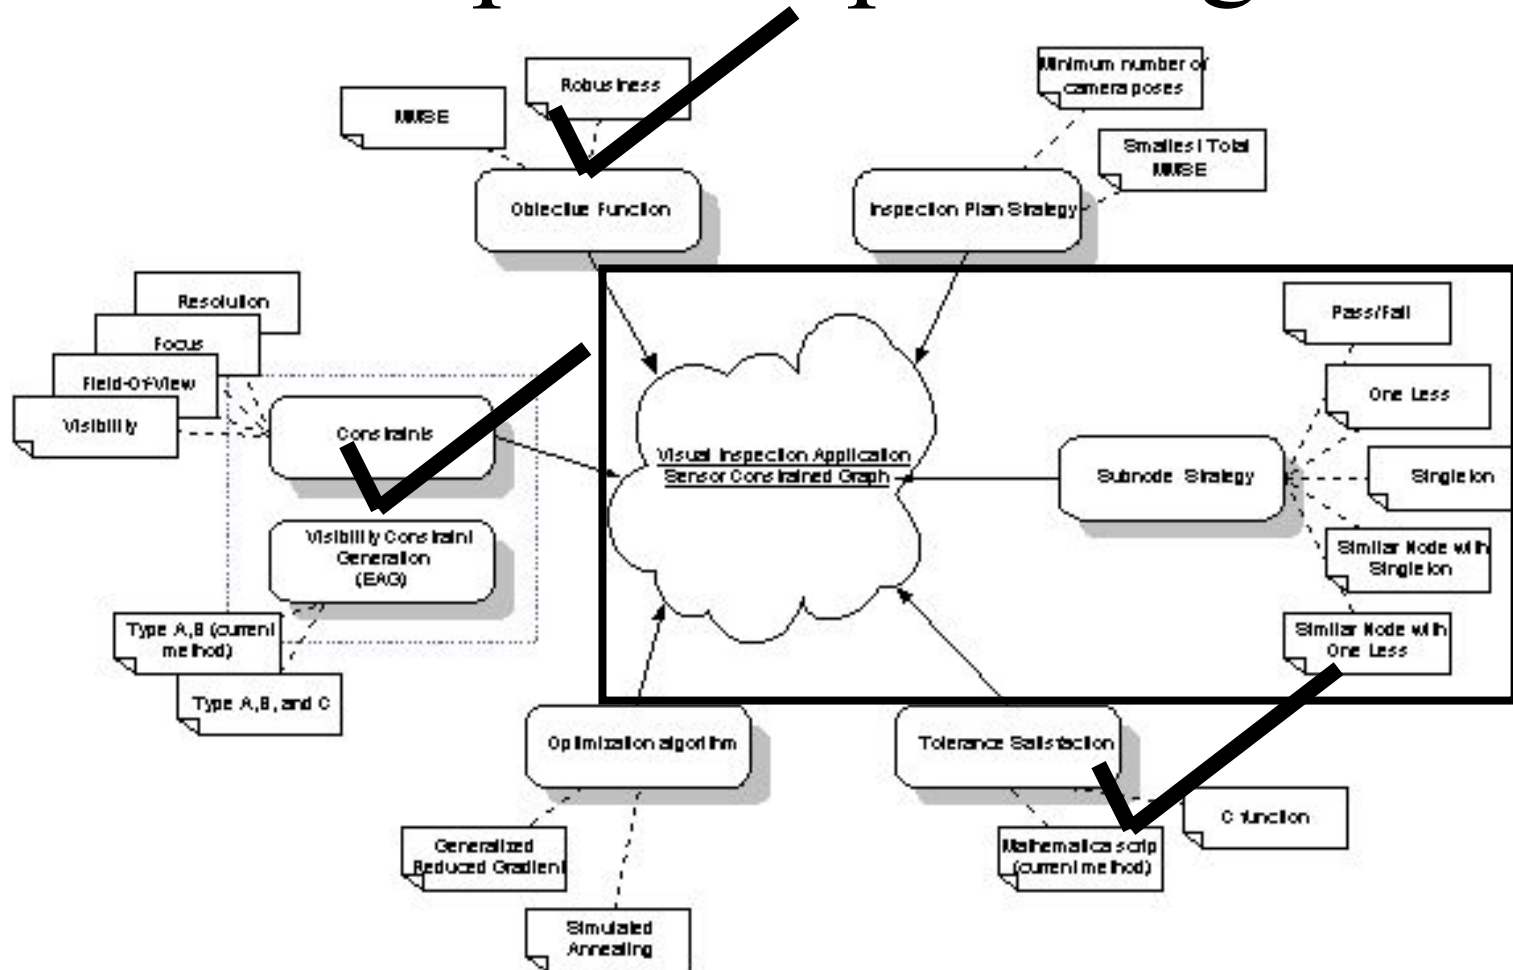 Robustness
MMSE
Objective Function
Minimum number of
camera poses
Smallest Total
MMSE
Inspection Plan Strategy
Resolution
Focus
Field-Of-View
Visibility
Constraints
Visibility Constraint
Generation
(EAG)
Type A,B (current
method)
Type A,B, and C
Visual Inspection Application
Sensor Constrained Graph
Pass/Fail
One Less
Singleton
Subnode Strategy
Similar Node with
Singleton
Similar Node with
One Less
Optimization algorithm
Generalized
Reduced Gradient
Simulated
Annealing
Tolerance Satisfaction
Mathematica scrip
(current method)
C function